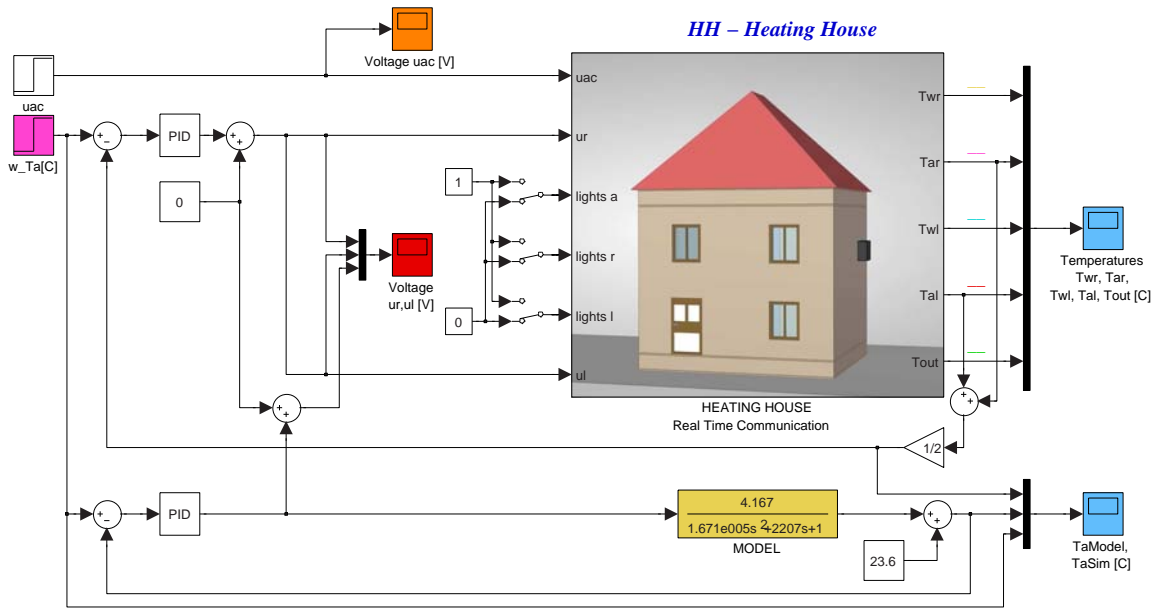 HH – Heating House
Voltage uac [V]
uac
w_Ta[C]
+
−
PID
+
+
0
1
0
Voltage
ur,ul [V]
uac
ur
lights a
lights r
lights l
ul
Twr
Tar
Twl
Tal
Tout
Temperatures
Twr, Tar,
Twl, Tal, Tout [C]
HEATING HOUSE
Real Time Communication
+
+
+
+
1/2
+
−
PID
4.167
1.671e005s 2+2207s+1
MODEL
+
+
23.6
TaModel,
TaSim [C]